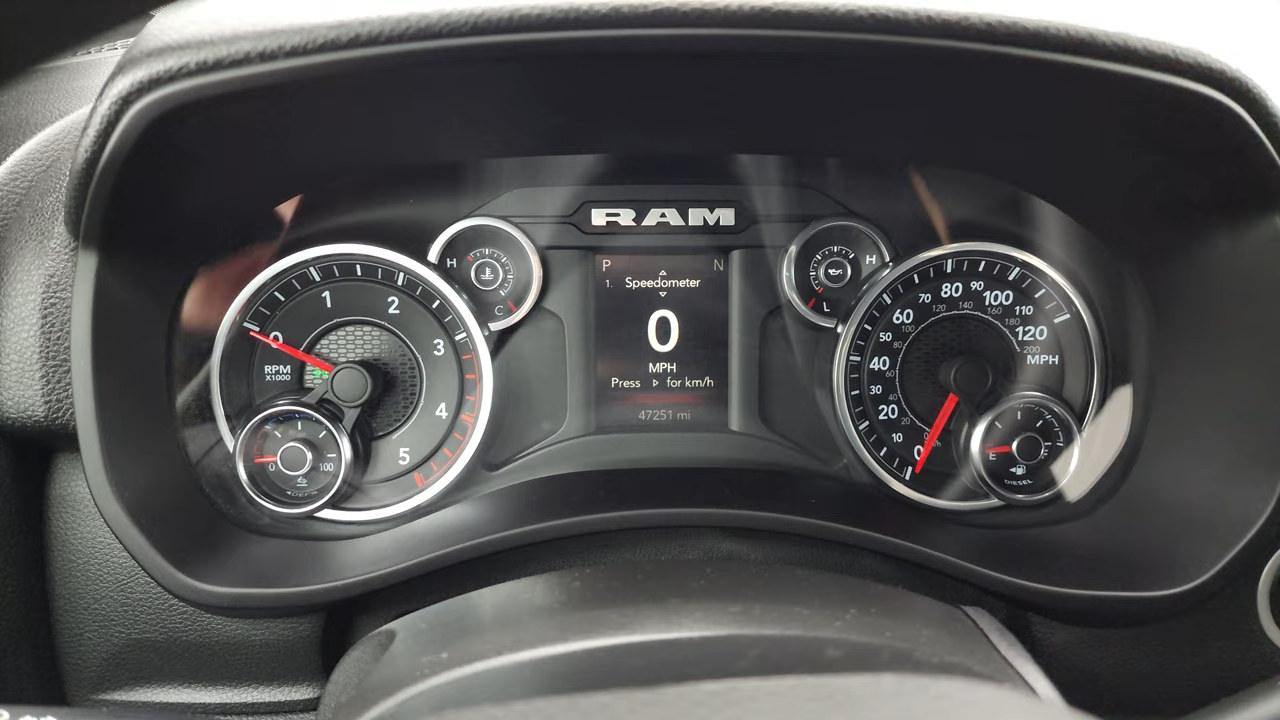 RAM
P N
1. Speedometer
0
MPH
Press ▷ for km/h
47251 mi
H
C
H
L
0 1 2 3 4 5
RPM
X1000
0 100
DEF
0 10 20 30 40 60 70 80 90 100 110 120
MPH
40 60 80 100 120 140 160 180 200
E
DIESEL